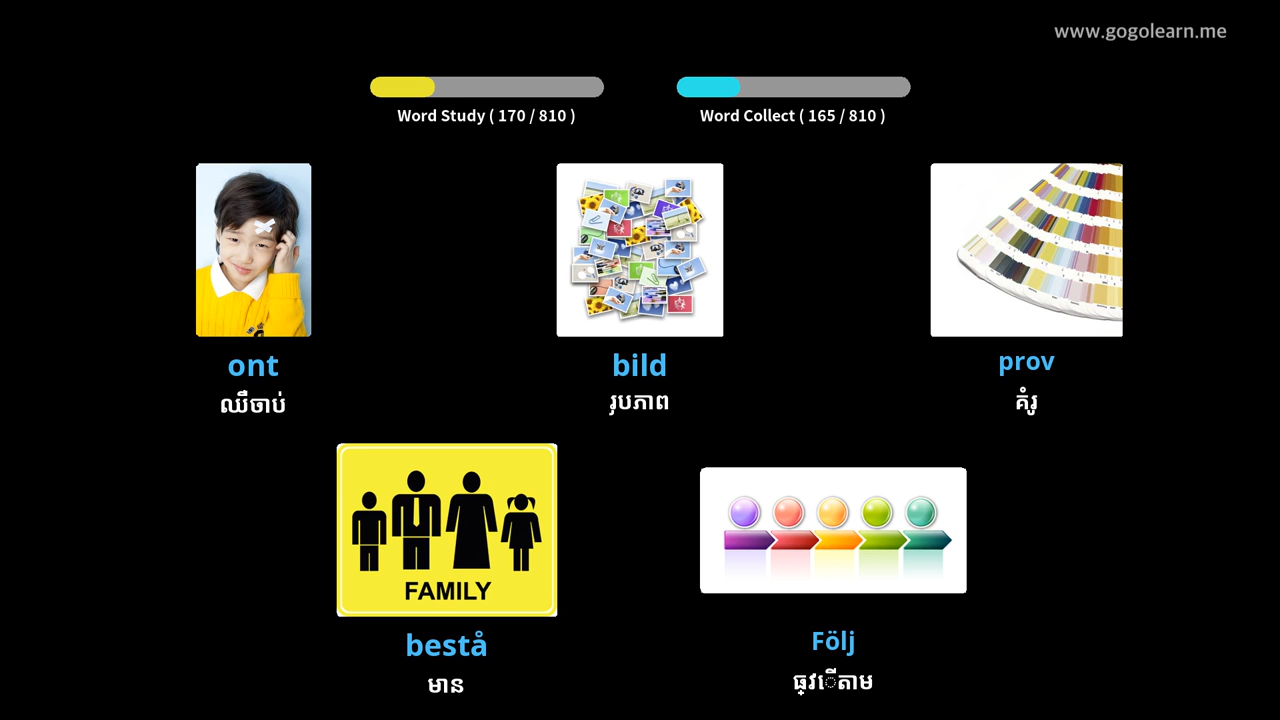 www.gogolearn.me
Word Study ( 170 / 810 )
Word Collect ( 165 / 810 )
ont
ឈឺចាប់
bild
រូបភាព
prov
គំរូ
FAMILY
bestå
មាន
Följ
ធ្វើតាម